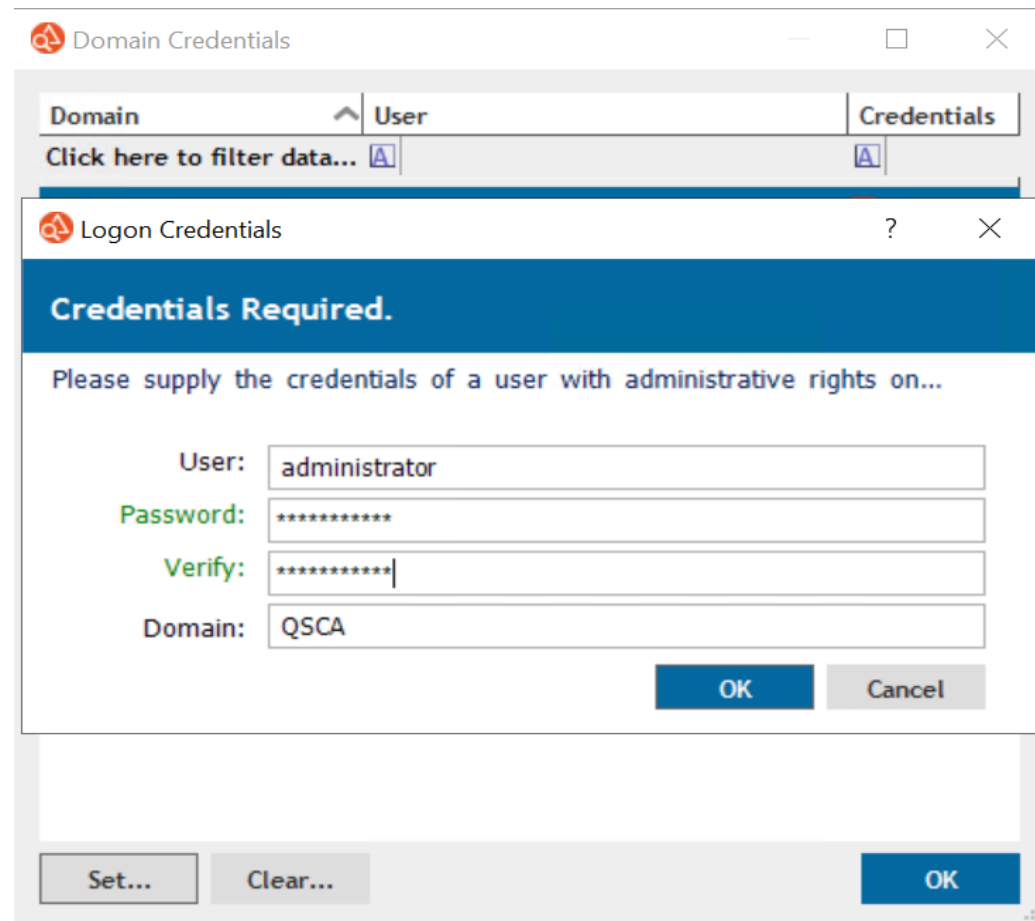 Domain Credentials
Domain User Credentials
Click here to filter data... A A
Logon Credentials ?
Credentials Required.
Please supply the credentials of a user with administrative rights on...
User: administrator
Password: ***********
Verify: ***********
Domain: QSCA
OK Cancel
Set... Clear... OK